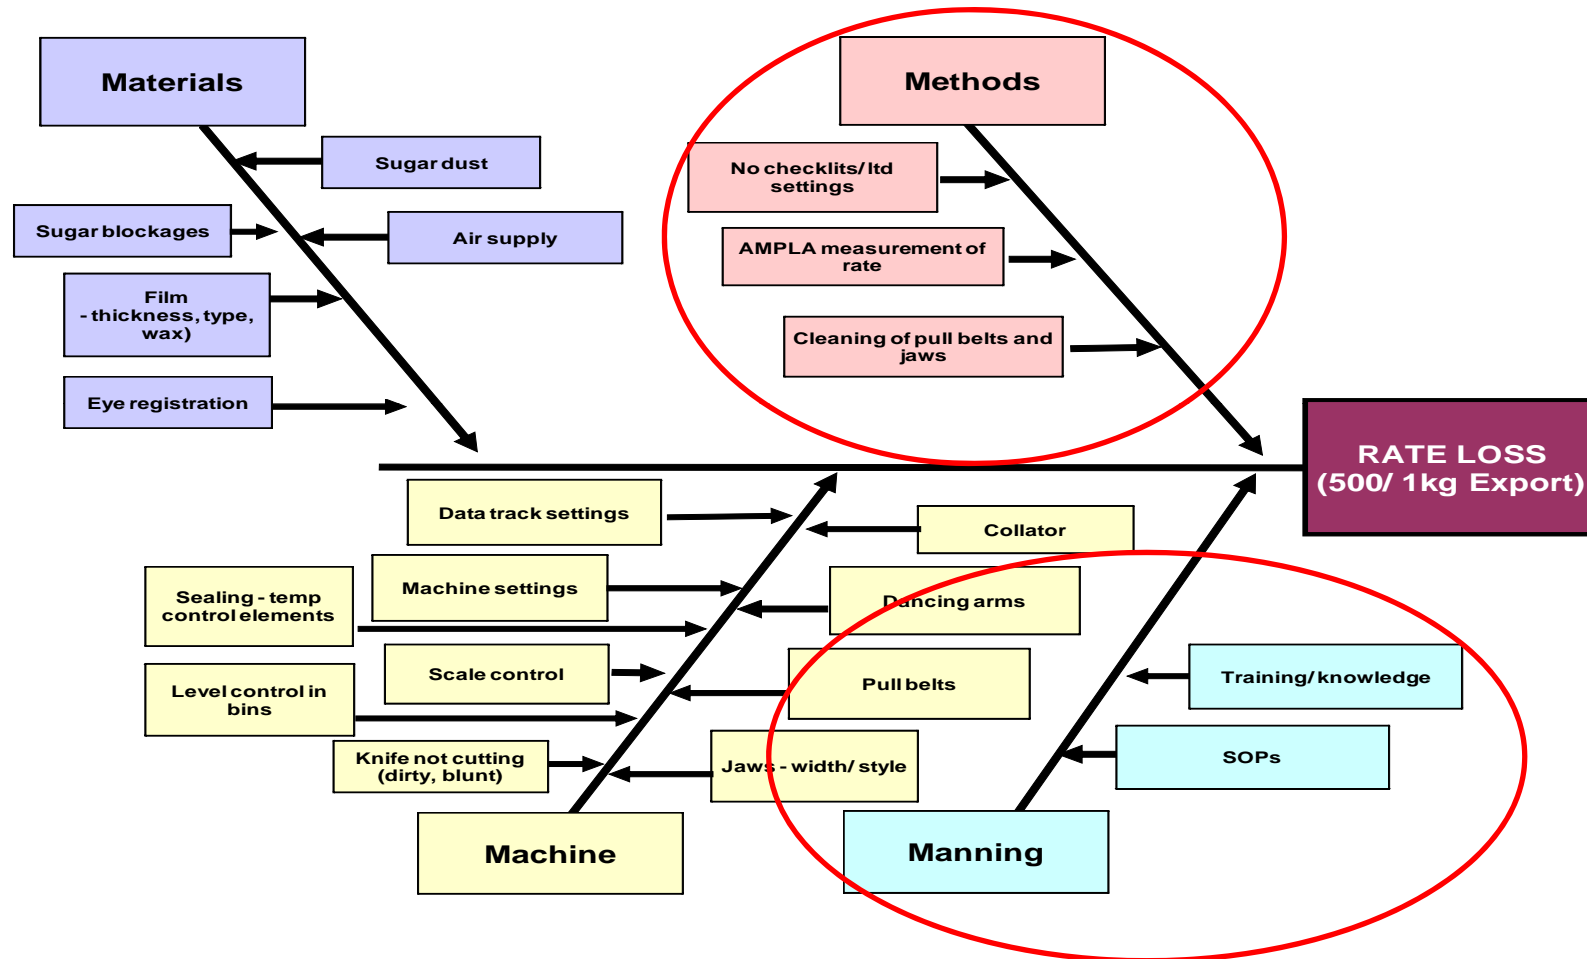 Materials
Sugar dust
Sugar blockages
Air supply
Film
- thickness, type,
wax)
Eye registration
Methods
No checklits/ ltd
settings
AMPLA measurement of
rate
Cleaning of pull belts and
jaws
RATE LOSS
(500/ 1kg Export)
Data track settings
Collator
Machine settings
Sealing - temp
control elements
Dancing arms
Scale control
Level control in
bins
Pull belts
Knife not cutting
(dirty, blunt)
Jaws - width/ style
Machine
Training/ knowledge
SOPs
Manning